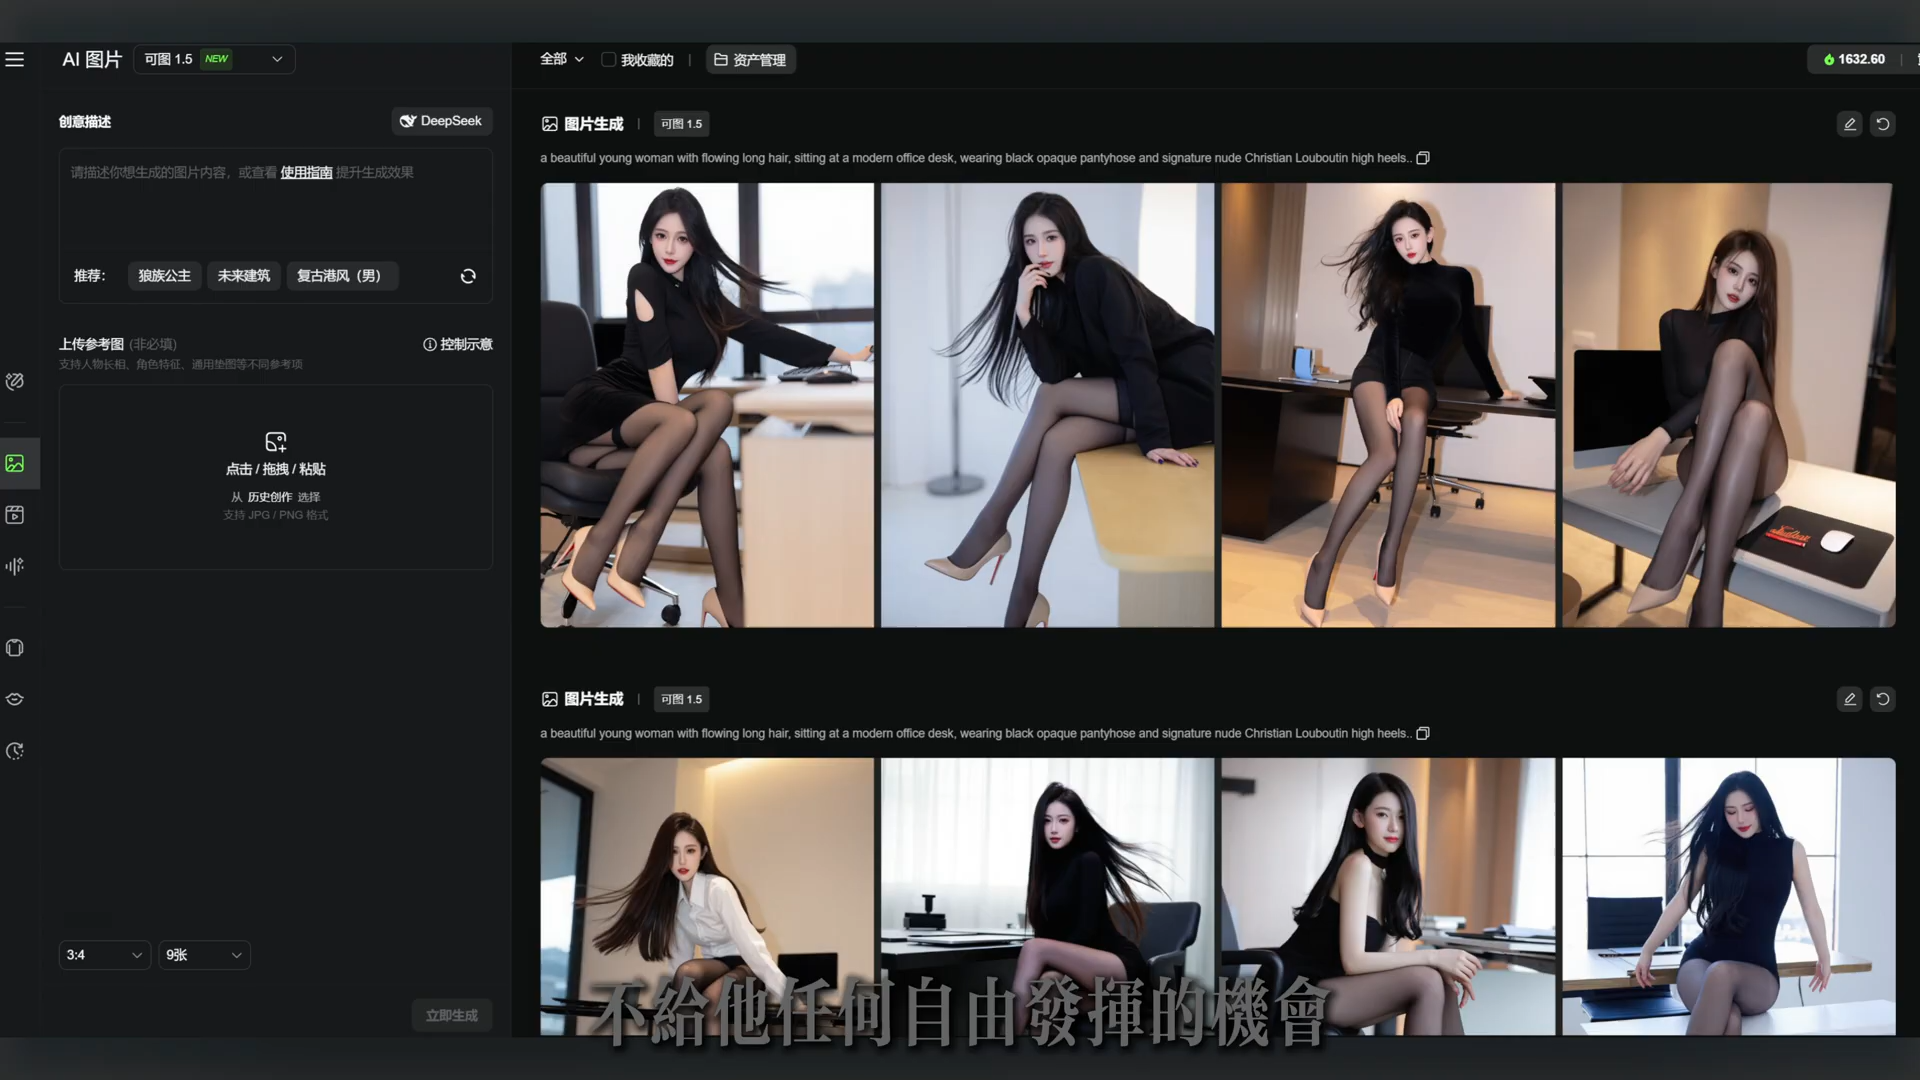 AI 图片
可图 1.5 NEW
全部
我收藏的
资产管理
1632.60
创意描述
DeepSeek
请描述你想生成的图片内容，或查看 使用指南 提升生成效果
推荐：
狼族公主
未来建筑
复古港风（男）
上传参考图 (非必填)
控制示意
支持人物长相、角色特征、通用垫图等不同参考项
点击 / 拖拽 / 粘贴
从 历史创作 选择
支持 JPG / PNG 格式
3:4
9张
立即生成
图片生成
可图 1.5
a beautiful young woman with flowing long hair, sitting at a modern office desk, wearing black opaque pantyhose and signature nude Christian Louboutin high heels..
图片生成
可图 1.5
a beautiful young woman with flowing long hair, sitting at a modern office desk, wearing black opaque pantyhose and signature nude Christian Louboutin high heels..
不給他任何自由發揮的機會